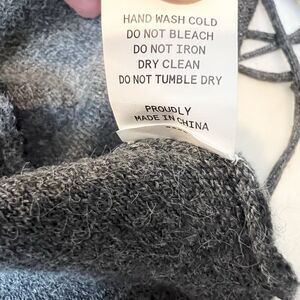 HAND WASH COLD
DO NOT BLEACH
DO NOT IRON
DRY CLEAN
DO NOT TUMBLE DRY
PROUDLY
MADE IN CHINA